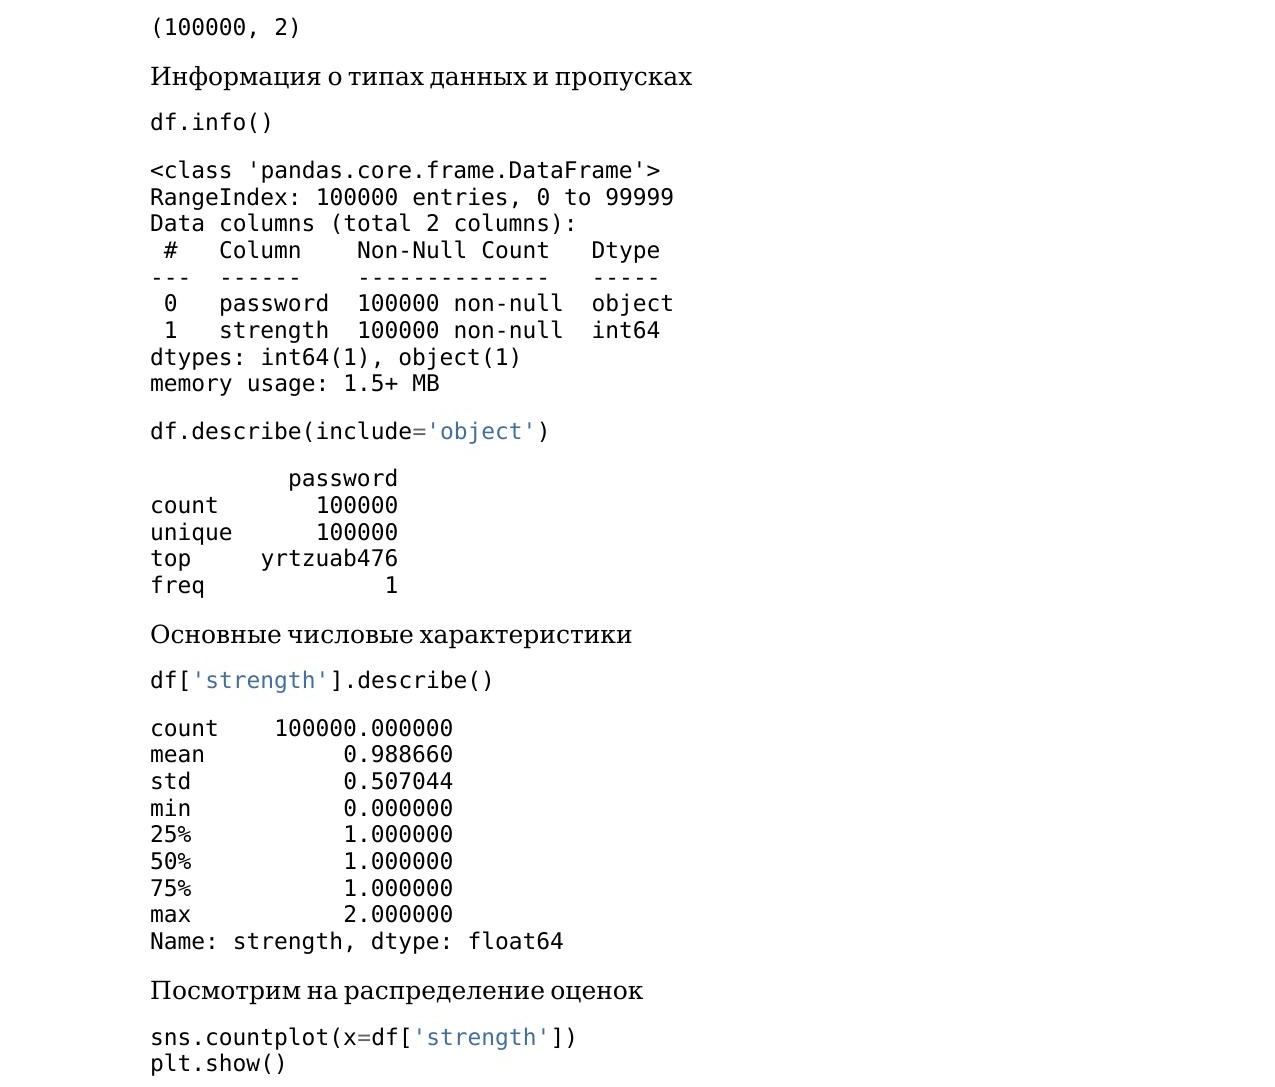 (100000, 2)
Информация о типах данных и пропусках
df.info()
<class 'pandas.core.frame.DataFrame'>
RangeIndex: 100000 entries, 0 to 99999
Data columns (total 2 columns):
 #   Column    Non-Null Count   Dtype
---  ------    --------------   -----
 0   password  100000 non-null  object
 1   strength  100000 non-null  int64
dtypes: int64(1), object(1)
memory usage: 1.5+ MB
df.describe(include='object')
          password
count       100000
unique      100000
top     yrtzuab476
freq             1
Основные числовые характеристики
df['strength'].describe()
count    100000.000000
mean          0.988660
std           0.507044
min           0.000000
25%           1.000000
50%           1.000000
75%           1.000000
max           2.000000
Name: strength, dtype: float64
Посмотрим на распределение оценок
sns.countplot(x=df['strength'])
plt.show()